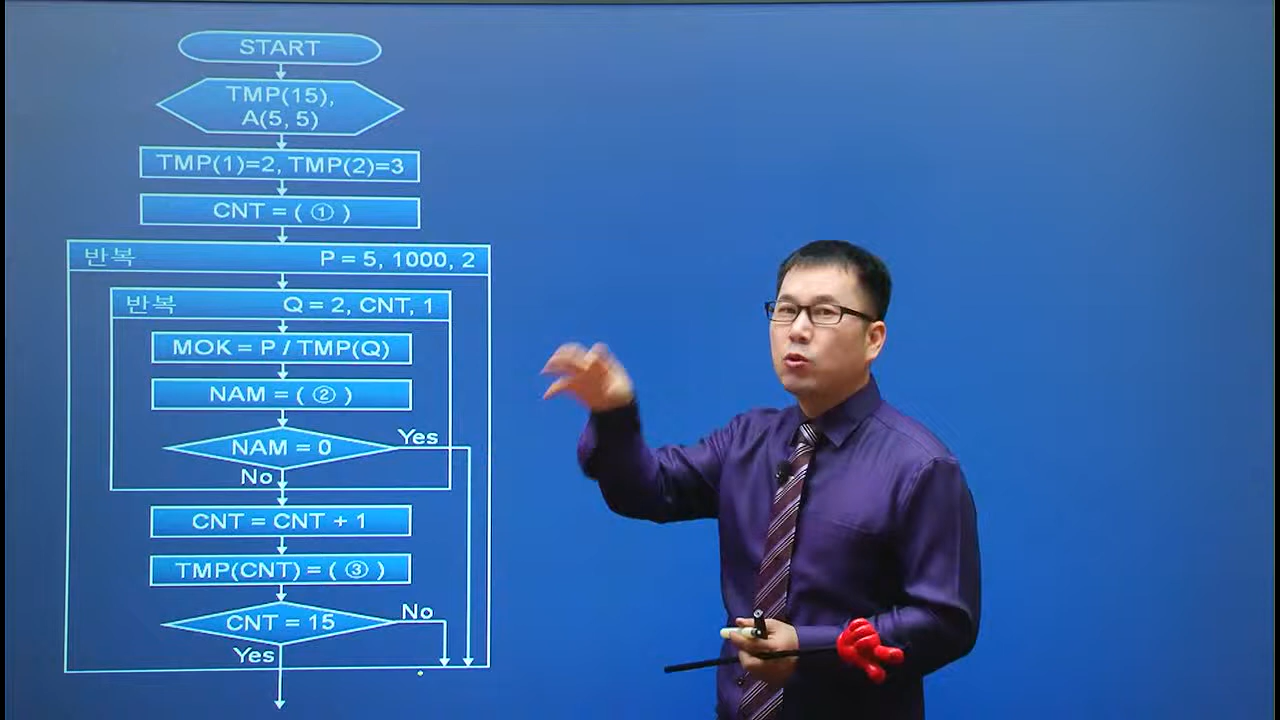 START
TMP(15),
A(5, 5)
TMP(1)=2, TMP(2)=3
CNT = ( ① )
반복 P = 5, 1000, 2
반복 Q = 2, CNT, 1
MOK = P / TMP(Q)
NAM = ( ② )
NAM = 0
Yes
No
CNT = CNT + 1
TMP(CNT) = ( ③ )
CNT = 15
No
Yes